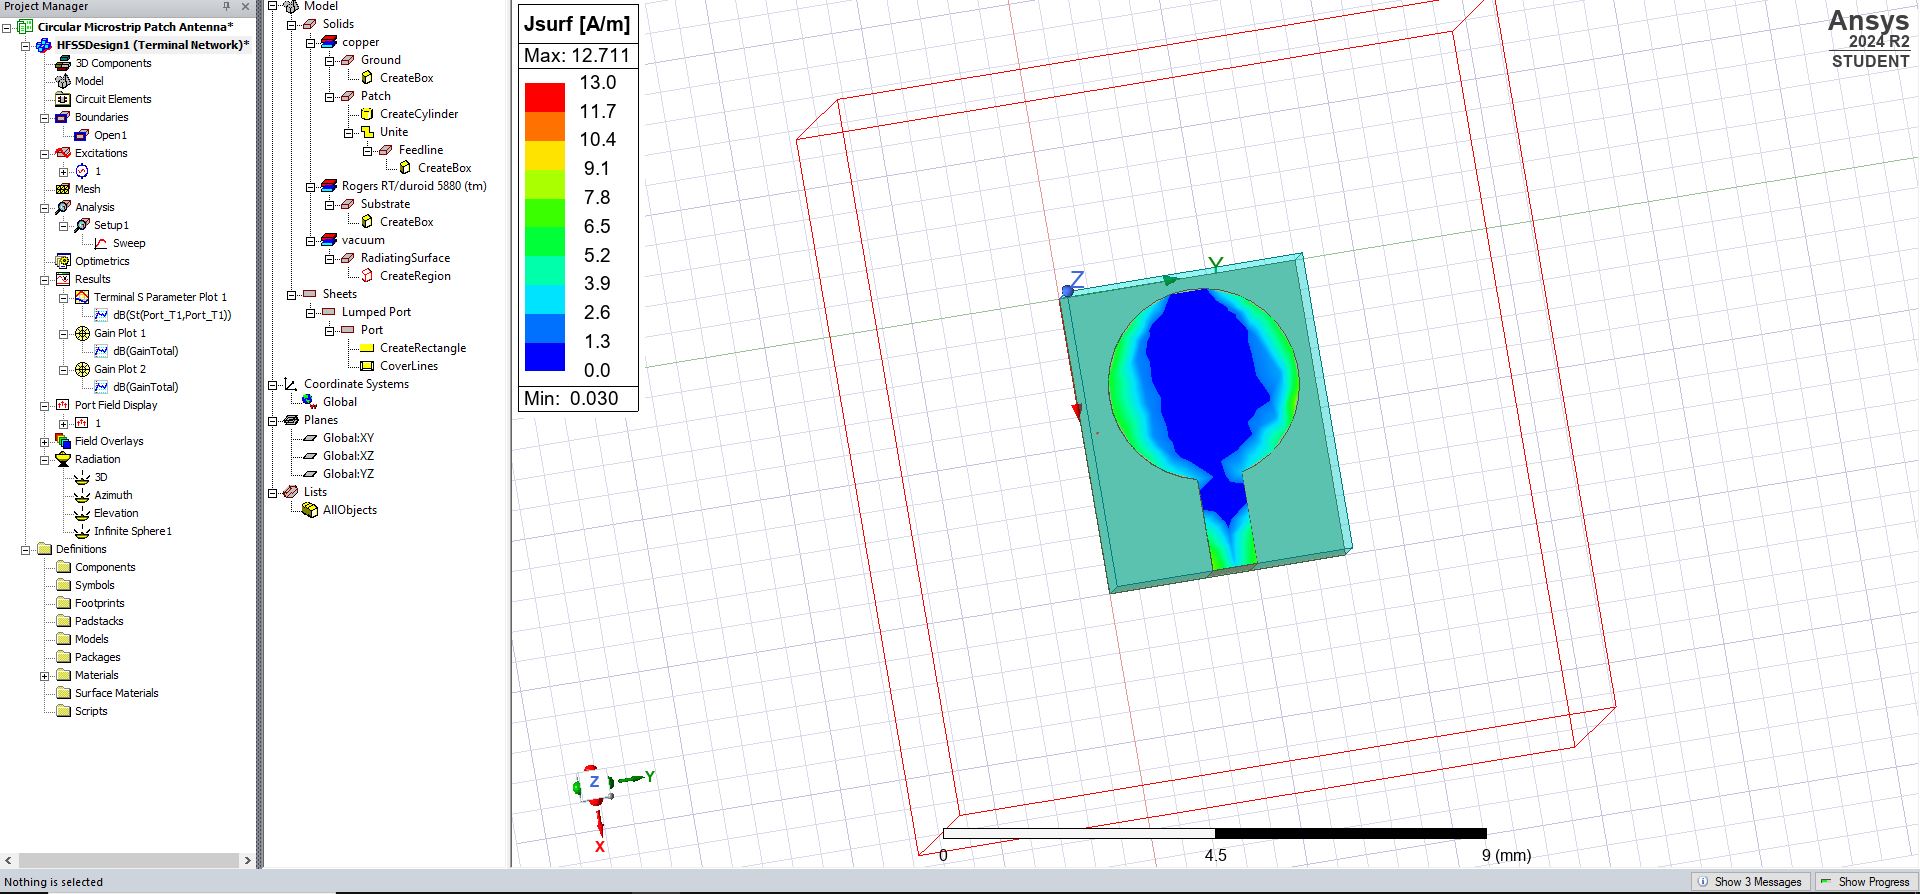 Project Manager
Circular Microstrip Patch Antenna*
HFSSDesign1 (Terminal Network)*
3D Components
Model
Circuit Elements
Boundaries
Open1
Excitations
1
Mesh
Analysis
Setup1
Sweep
Optimetrics
Results
Terminal S Parameter Plot 1
dB(St(Port_T1,Port_T1))
Gain Plot 1
dB(GainTotal)
Gain Plot 2
dB(GainTotal)
Port Field Display
1
Field Overlays
Radiation
3D
Azimuth
Elevation
Infinite Sphere1
Definitions
Components
Symbols
Footprints
Padstacks
Models
Packages
Materials
Surface Materials
Scripts
Model
Solids
copper
Ground
CreateBox
Patch
CreateCylinder
Unite
Feedline
CreateBox
Rogers RT/duroid 5880 (tm)
Substrate
CreateBox
vacuum
RadiatingSurface
CreateRegion
Sheets
Lumped Port
Port
CreateRectangle
CoverLines
Coordinate Systems
Global
Planes
Global:XY
Global:XZ
Global:YZ
Lists
AllObjects
Jsurf [A/m]
Max: 12.711
13.0
11.7
10.4
9.1
7.8
6.5
5.2
3.9
2.6
1.3
0.0
Min: 0.030
Ansys
2024 R2
STUDENT
Z
Y
Z
Y
X
0
4.5
9 (mm)
Nothing is selected
Show 3 Messages
Show Progress